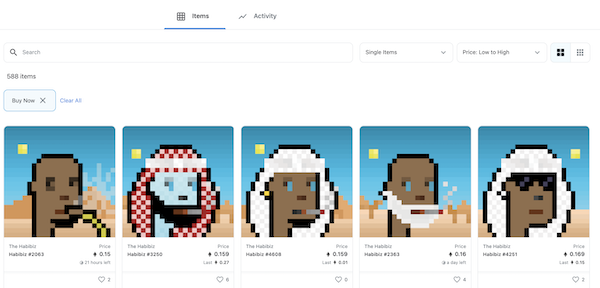 Items Activity
Search Single Items Price: Low to High
588 items
Buy Now Clear All
The Habibiz Price
Habibiz #2063 0.15
21 hours left
2
The Habibiz Price
Habibiz #3250 0.159
Last 0.27
6
The Habibiz Price
Habibiz #4608 0.159
Last 0.01
0
The Habibiz Price
Habibiz #2363 0.16
a day left
4
The Habibiz Price
Habibiz #4251 0.169
Last 0.15
2